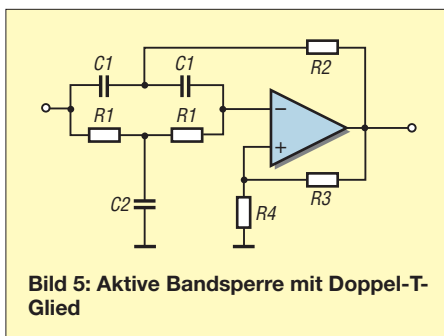 C1 C1 R2
R1 R1
−
+
C2 R4 R3
Bild 5: Aktive Bandsperre mit Doppel-T-
Glied